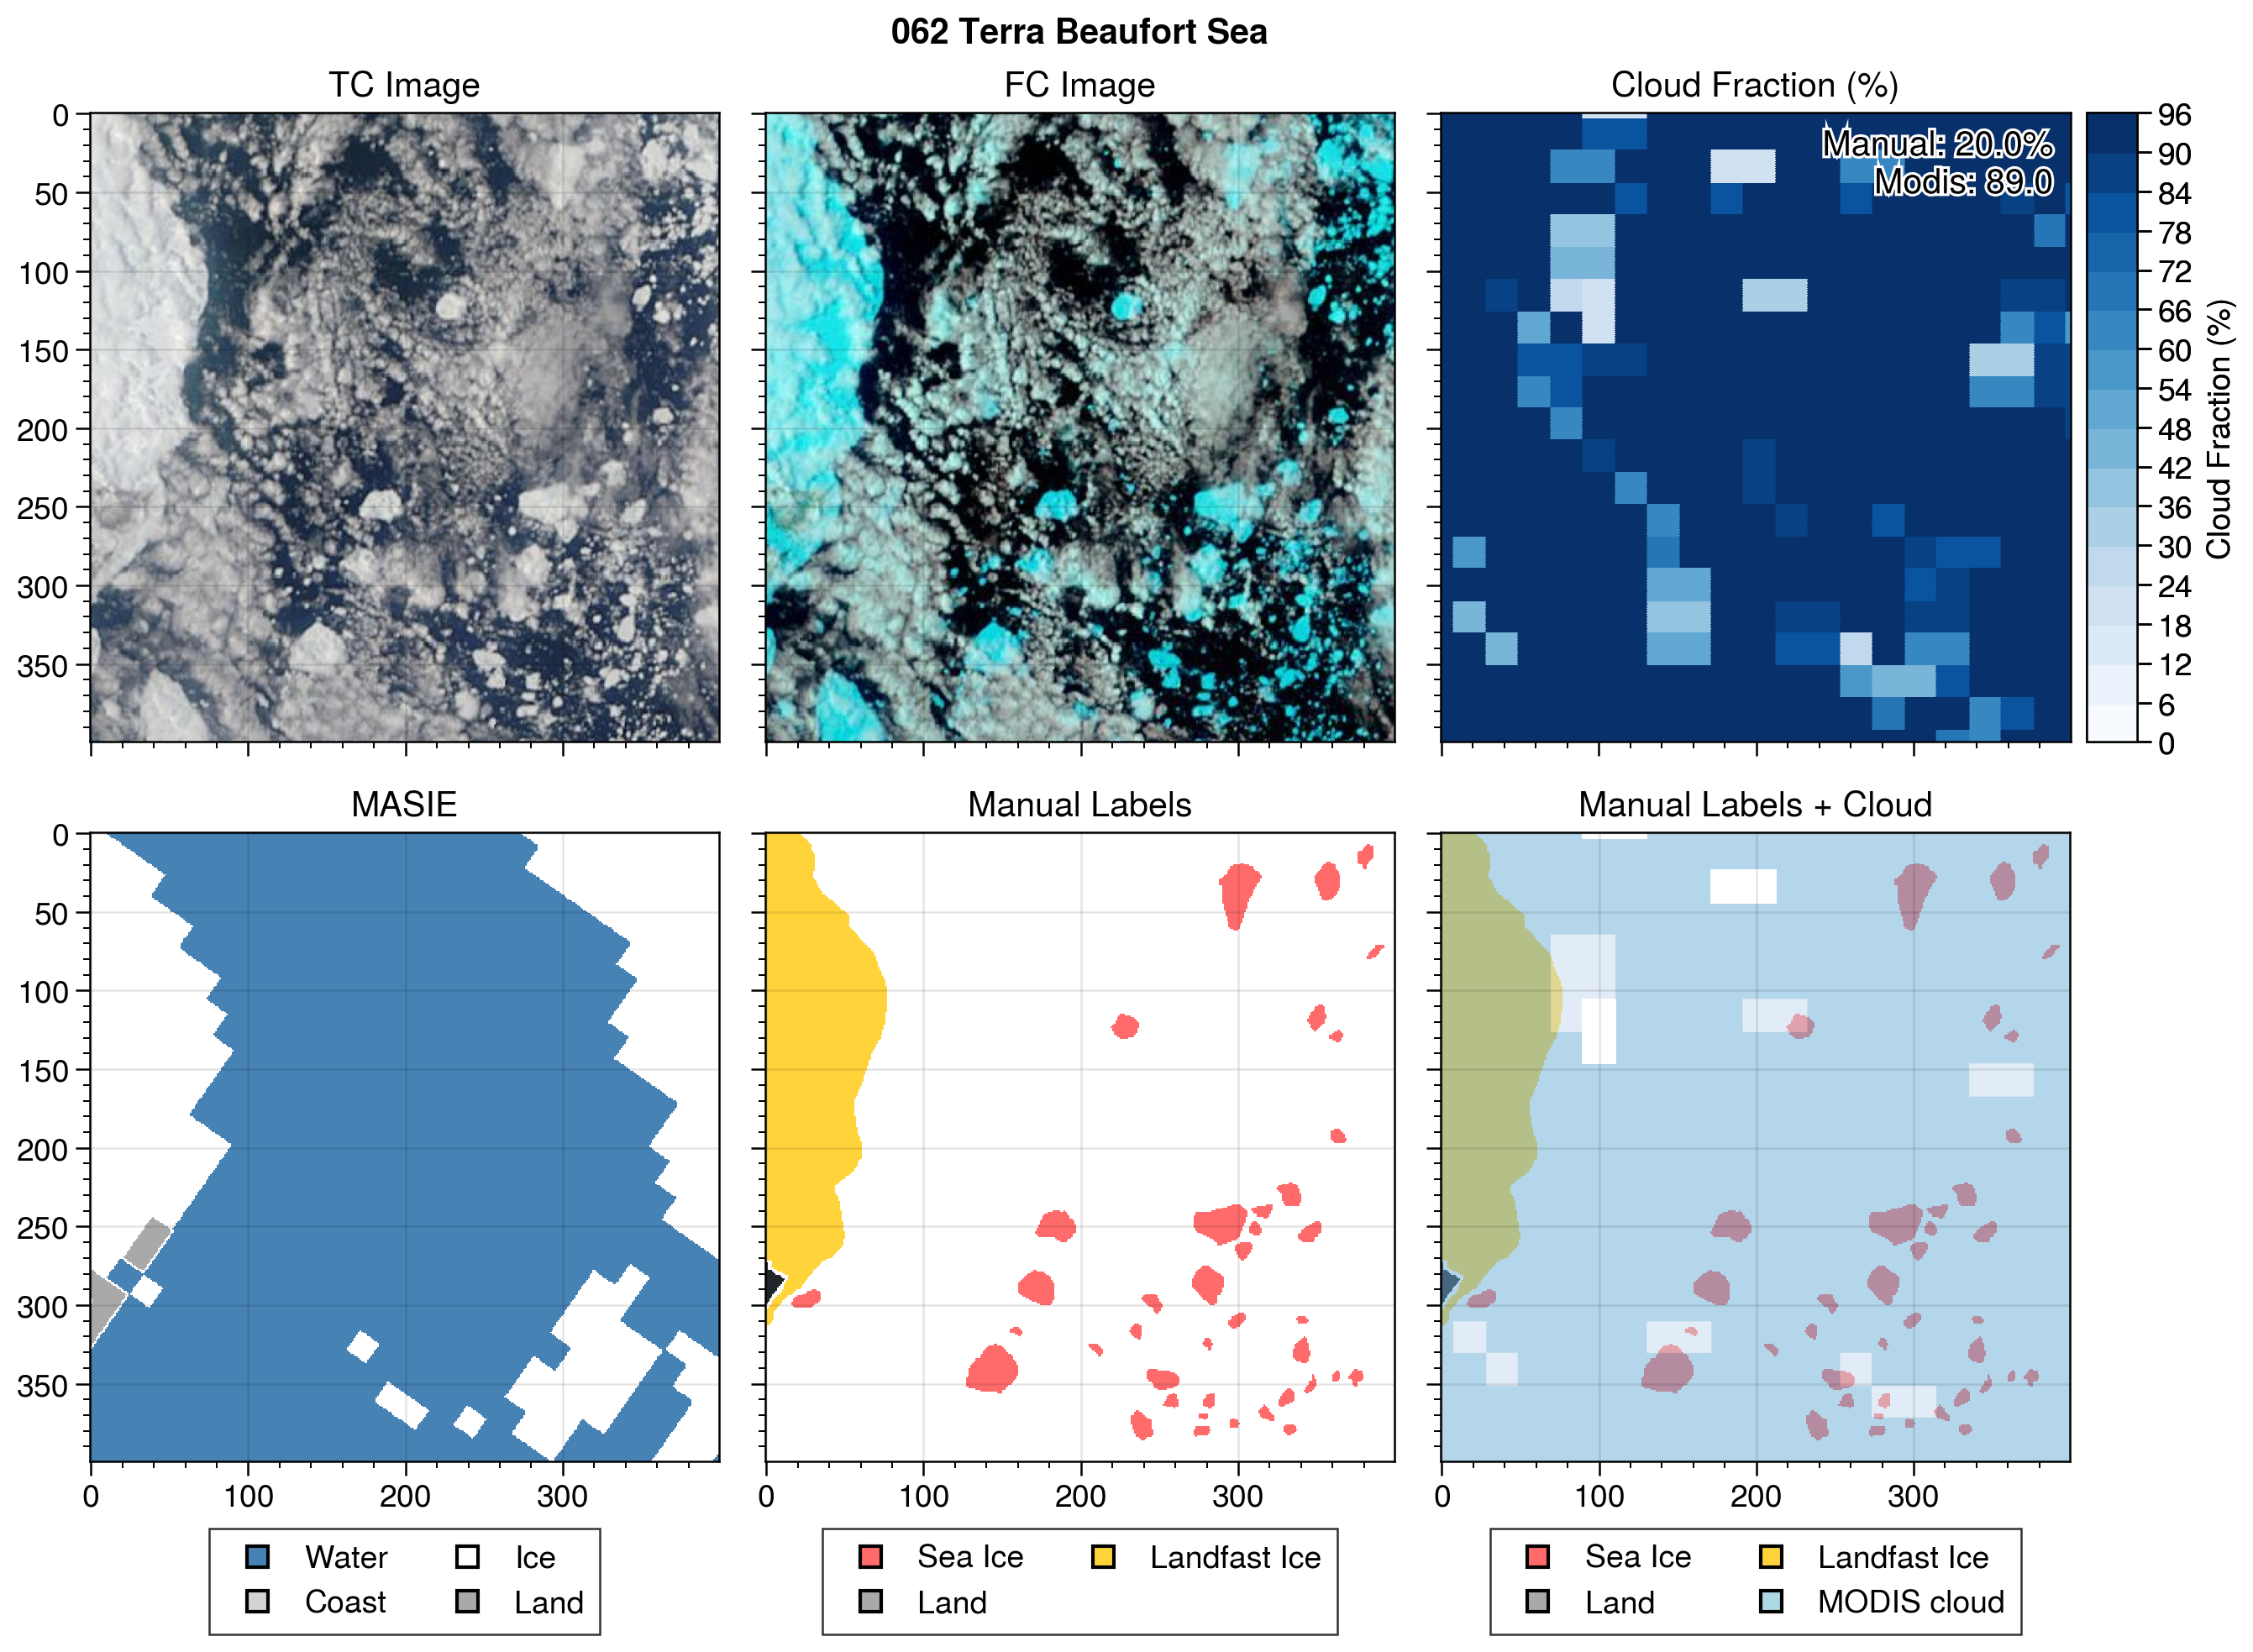 062 Terra Beaufort Sea
TC Image
FC Image
Cloud Fraction (%)
0
50
100
150
200
250
300
350
Manual: 20.0%
Modis: 89.0
96
90
84
78
72
66
60
54
48
42
36
30
24
18
12
6
0
Cloud Fraction (%)
MASIE
Manual Labels
Manual Labels + Cloud
0
50
100
150
200
250
300
350
0 100 200 300
0 100 200 300
0 100 200 300
Water Ice
Coast Land
Sea Ice Landfast Ice
Land
Sea Ice Landfast Ice
Land MODIS cloud